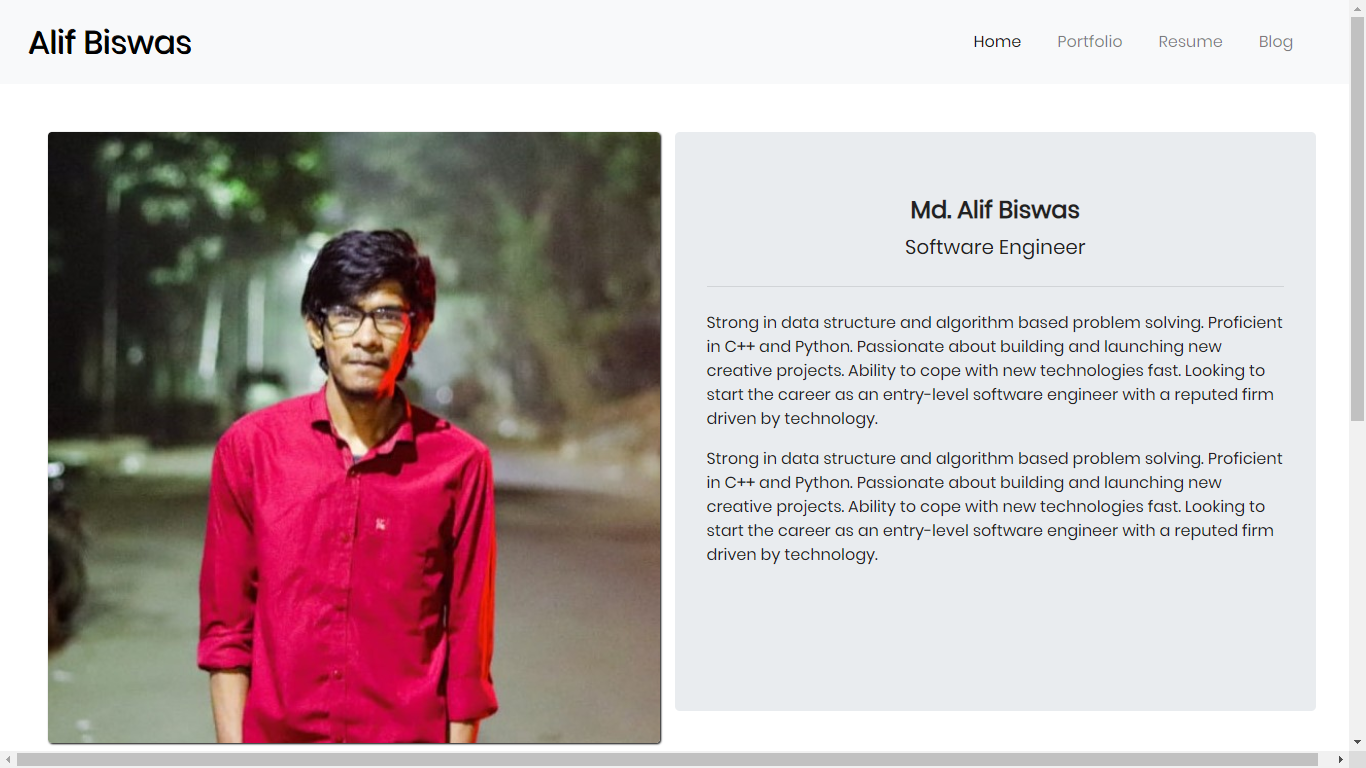 Alif Biswas
Home Portfolio Resume Blog
Md. Alif Biswas
Software Engineer
Strong in data structure and algorithm based problem solving. Proficient
in C++ and Python. Passionate about building and launching new
creative projects. Ability to cope with new technologies fast. Looking to
start the career as an entry-level software engineer with a reputed firm
driven by technology.
Strong in data structure and algorithm based problem solving. Proficient
in C++ and Python. Passionate about building and launching new
creative projects. Ability to cope with new technologies fast. Looking to
start the career as an entry-level software engineer with a reputed firm
driven by technology.